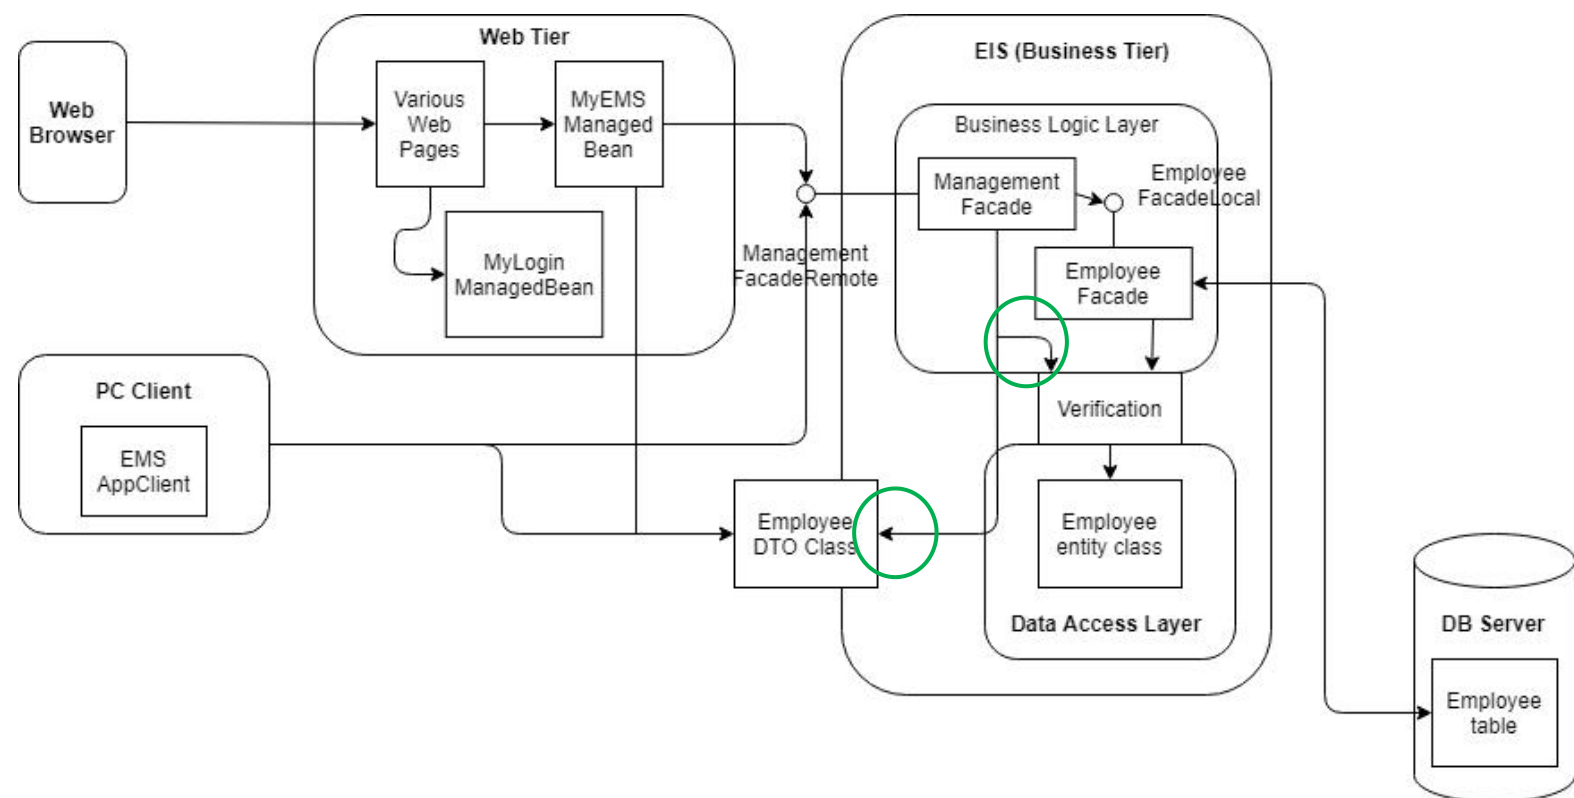 Web
Browser
Web Tier
Various
Web
Pages
MyEMS
Managed
Bean
MyLogin
ManagedBean
PC Client
EMS
AppClient
Management
FacadeRemote
EIS (Business Tier)
Business Logic Layer
Management
Facade
Employee
FacadeLocal
Employee
Facade
Verification
Employee
DTO Class
Employee
entity class
Data Access Layer
DB Server
Employee
table